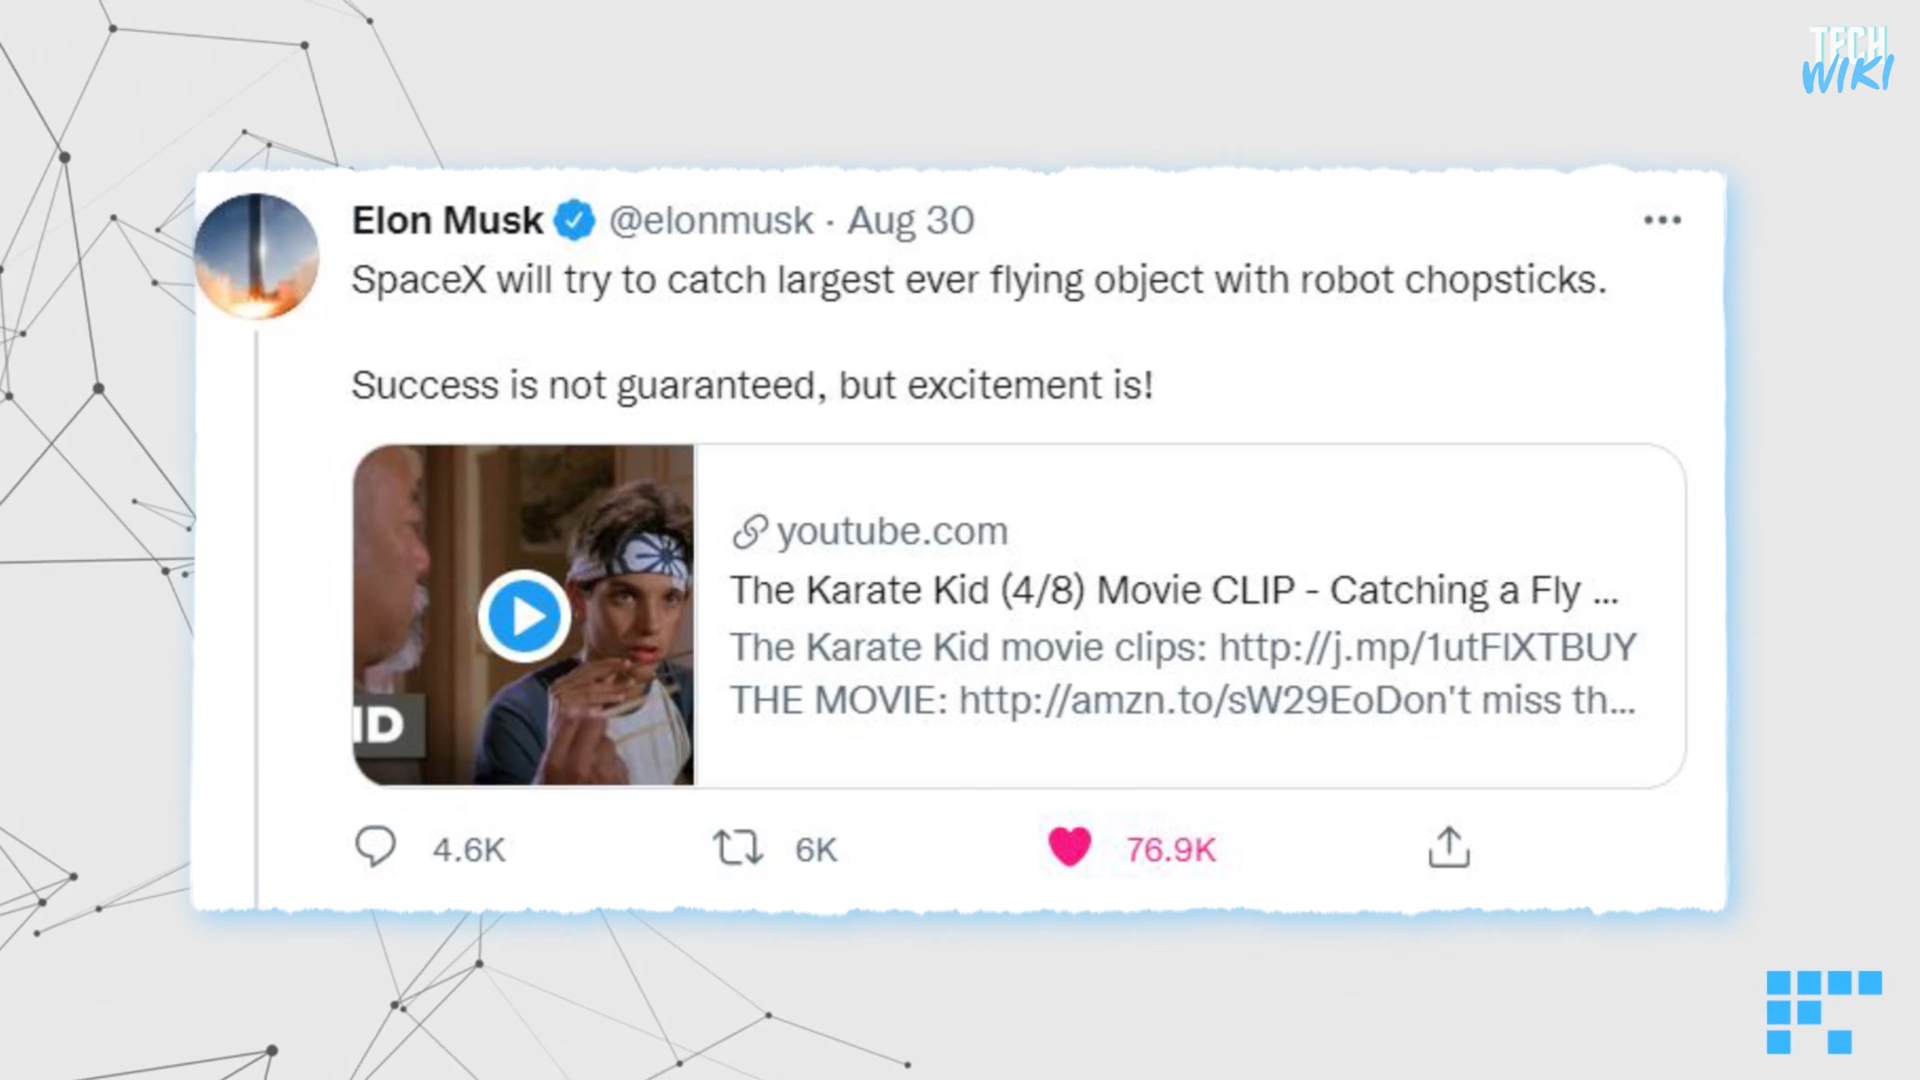 TECH
WIKI
Elon Musk @elonmusk · Aug 30
SpaceX will try to catch largest ever flying object with robot chopsticks.
Success is not guaranteed, but excitement is!
youtube.com
The Karate Kid (4/8) Movie CLIP - Catching a Fly ...
The Karate Kid movie clips: http://j.mp/1utFIXTBUY
THE MOVIE: http://amzn.to/sW29EoDon't miss th...
ID
4.6K 6K 76.9K